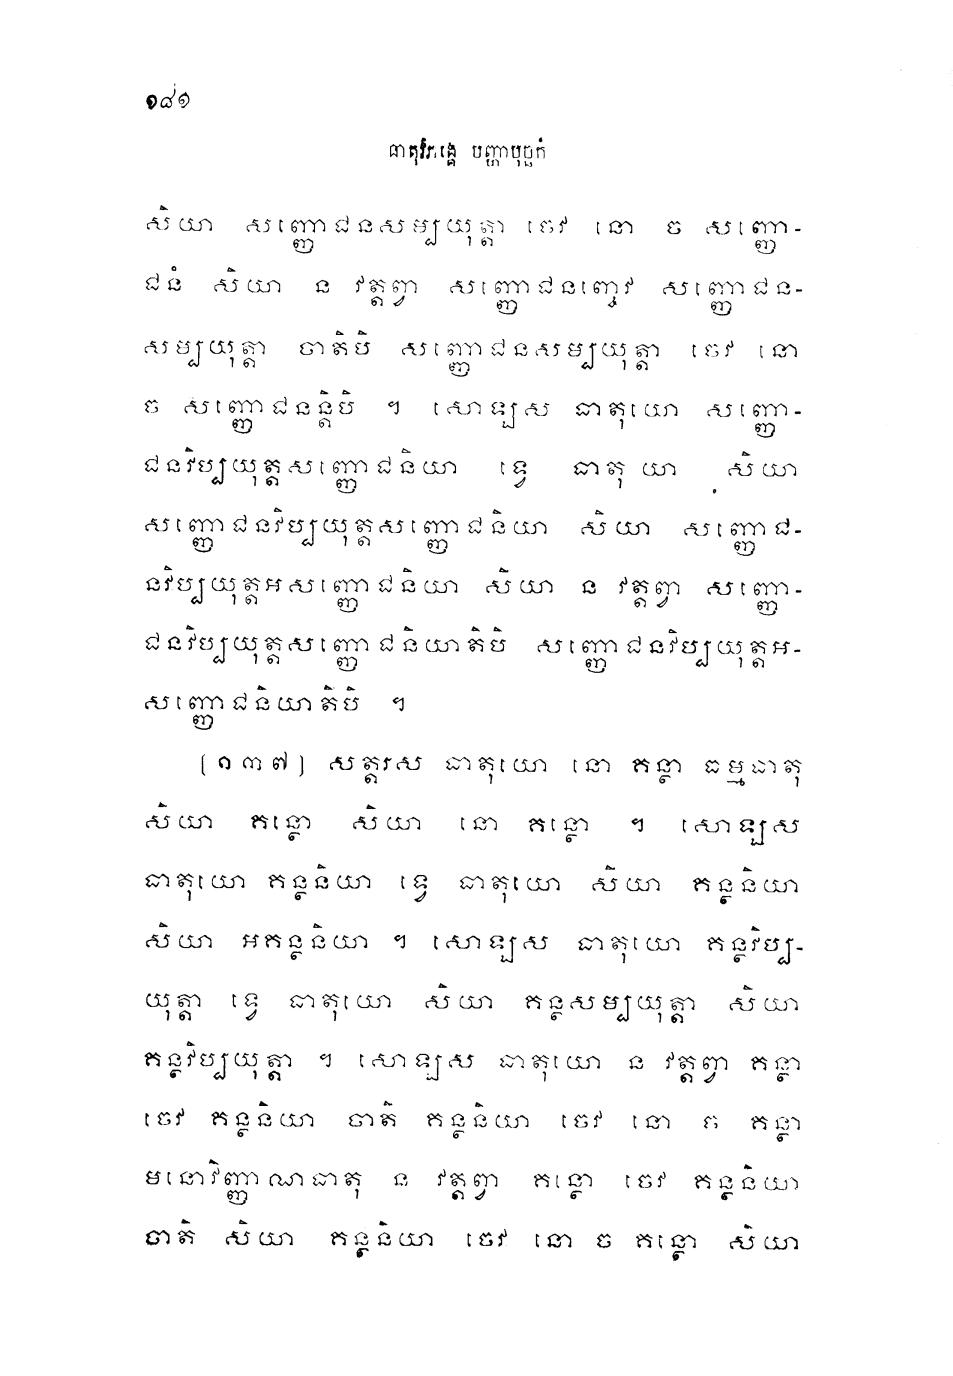 ១៨១
ធាតុវិភង្គេ បញ្ហាបុច្ឆកំ
សិយា សញ្ញោជនសម្បយុត្តា ចេវ នោ ច សញ្ញោ-
ជនំ សិយា ន វត្តព្វា សញ្ញោជនញ្ចេវ សញ្ញោជន-
សម្បយុត្តា ចាតិបិ សញ្ញោជនសម្បយុត្តា ចេវ នោ
ច សញ្ញោជនន្តិបិ ។ សោឡស ធាតុយោ សញ្ញោ-
ជនវិប្បយុត្តសញ្ញោជនិយា ទ្វេ ធាតុយោ សិយា
សញ្ញោជនវិប្បយុត្តសញ្ញោជនិយា សិយា សញ្ញោជ-
នវិប្បយុត្តអសញ្ញោជនិយា សិយា ន វត្តព្វា សញ្ញោ-
ជនវិប្បយុត្តសញ្ញោជនិយាតិបិ សញ្ញោជនវិប្បយុត្តអ-
សញ្ញោជនិយាតិបិ ។
[១៣៧] សត្តរស ធាតុយោ នោ គន្ថា ធម្មធាតុ
សិយា គន្ថោ សិយា នោ គន្ថោ ។ សោឡស
ធាតុយោ គន្ថនិយា ទ្វេ ធាតុយោ សិយា គន្ថនិយា
សិយា អគន្ថនិយា ។ សោឡស ធាតុយោ គន្ថវិប្ប-
យុត្តា ទ្វេ ធាតុយោ សិយា គន្ថសម្បយុត្តា សិយា
គន្ថវិប្បយុត្តា ។ សោឡស ធាតុយោ ន វត្តព្វា គន្ថា
ចេវ គន្ថនិយា ចាតិ គន្ថនិយា ចេវ នោ ច គន្ថា
មនោវិញ្ញាណធាតុ ន វត្តព្វា គន្ថោ ចេវ គន្ថនិយា
ចាតិ សិយា គន្ថនិយា ចេវ នោ ច គន្ថោ សិយា